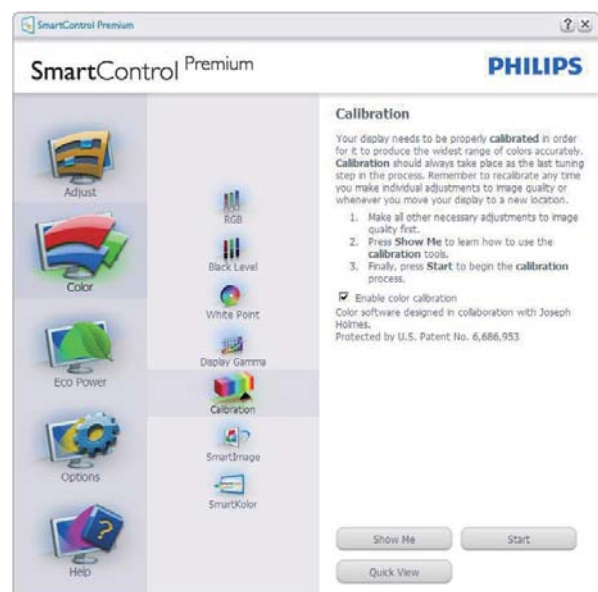 SmartControl Premium
SmartControl Premium
PHILIPS
Adjust
Color
Eco Power
Options
Help
RGB
Black Level
White Point
Display Gamma
Calibration
SmartImage
SmartKolor
Calibration
Your display needs to be properly calibrated in order
for it to produce the widest range of colors accurately.
Calibration should always take place as the last tuning
step in the process. Remember to recalibrate any time
you make individual adjustments to image quality or
whenever you move your display to a new location.
1. Make all other necessary adjustments to image
quality first.
2. Press Show Me to learn how to use the
calibration tools.
3. Finally, press Start to begin the calibration
process.
Enable color calibration
Color software designed in collaboration with Joseph
Holmes.
Protected by U.S. Patent No. 6,686,953
Show Me
Start
Quick View